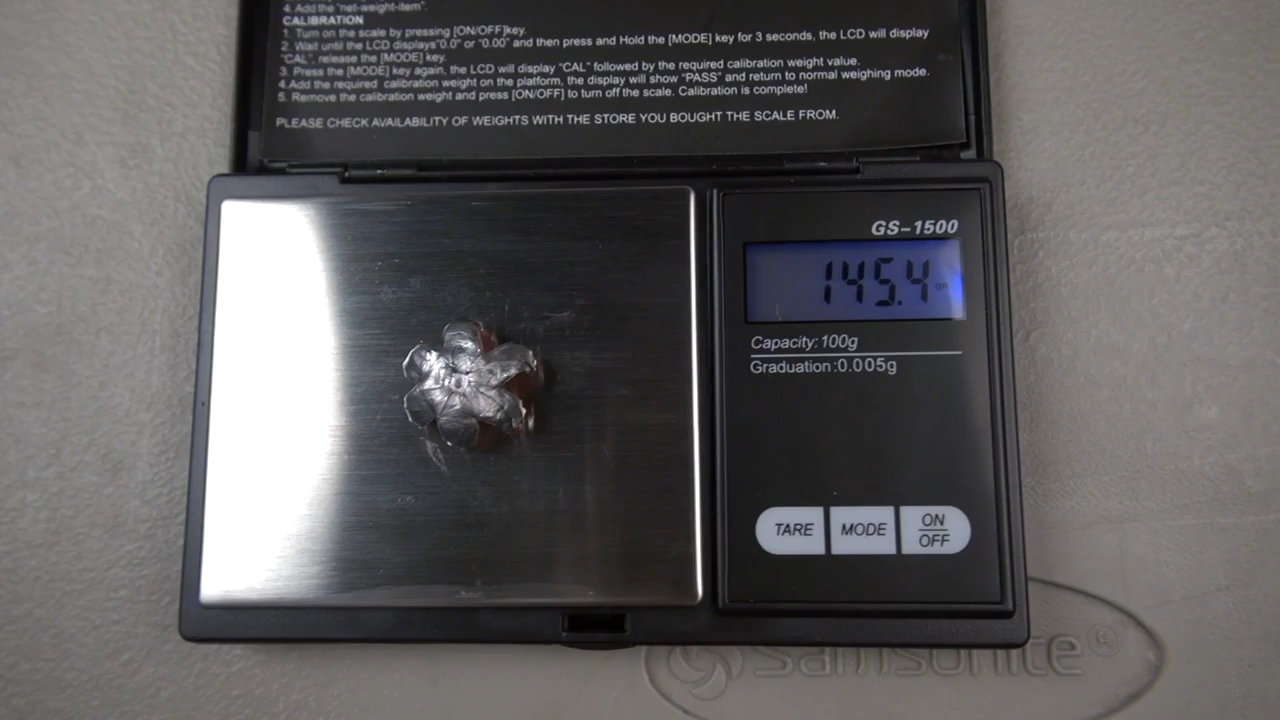 4. Add the "net-weight-item".
CALIBRATION
1. Turn on the scale by pressing [ON/OFF]key.
2. Wait until the LCD displays"0.0" or "0.00" and then press and Hold the [MODE] key for 3 seconds, the LCD will display
"CAL", release the [MODE] key.
3. Press the [MODE] key again, the LCD will display "CAL" followed by the required calibration weight value.
4.Add the required calibration weight on the platform, the display will show "PASS" and return to normal weighing mode.
5. Remove the calibration weight and press [ON/OFF] to turn off the scale. Calibration is complete!
PLEASE CHECK AVAILABILITY OF WEIGHTS WITH THE STORE YOU BOUGHT THE SCALE FROM.
GS-1500
145.4 gn
Capacity:100g
Graduation:0.005g
TARE
MODE
ON
OFF
Samsonite®